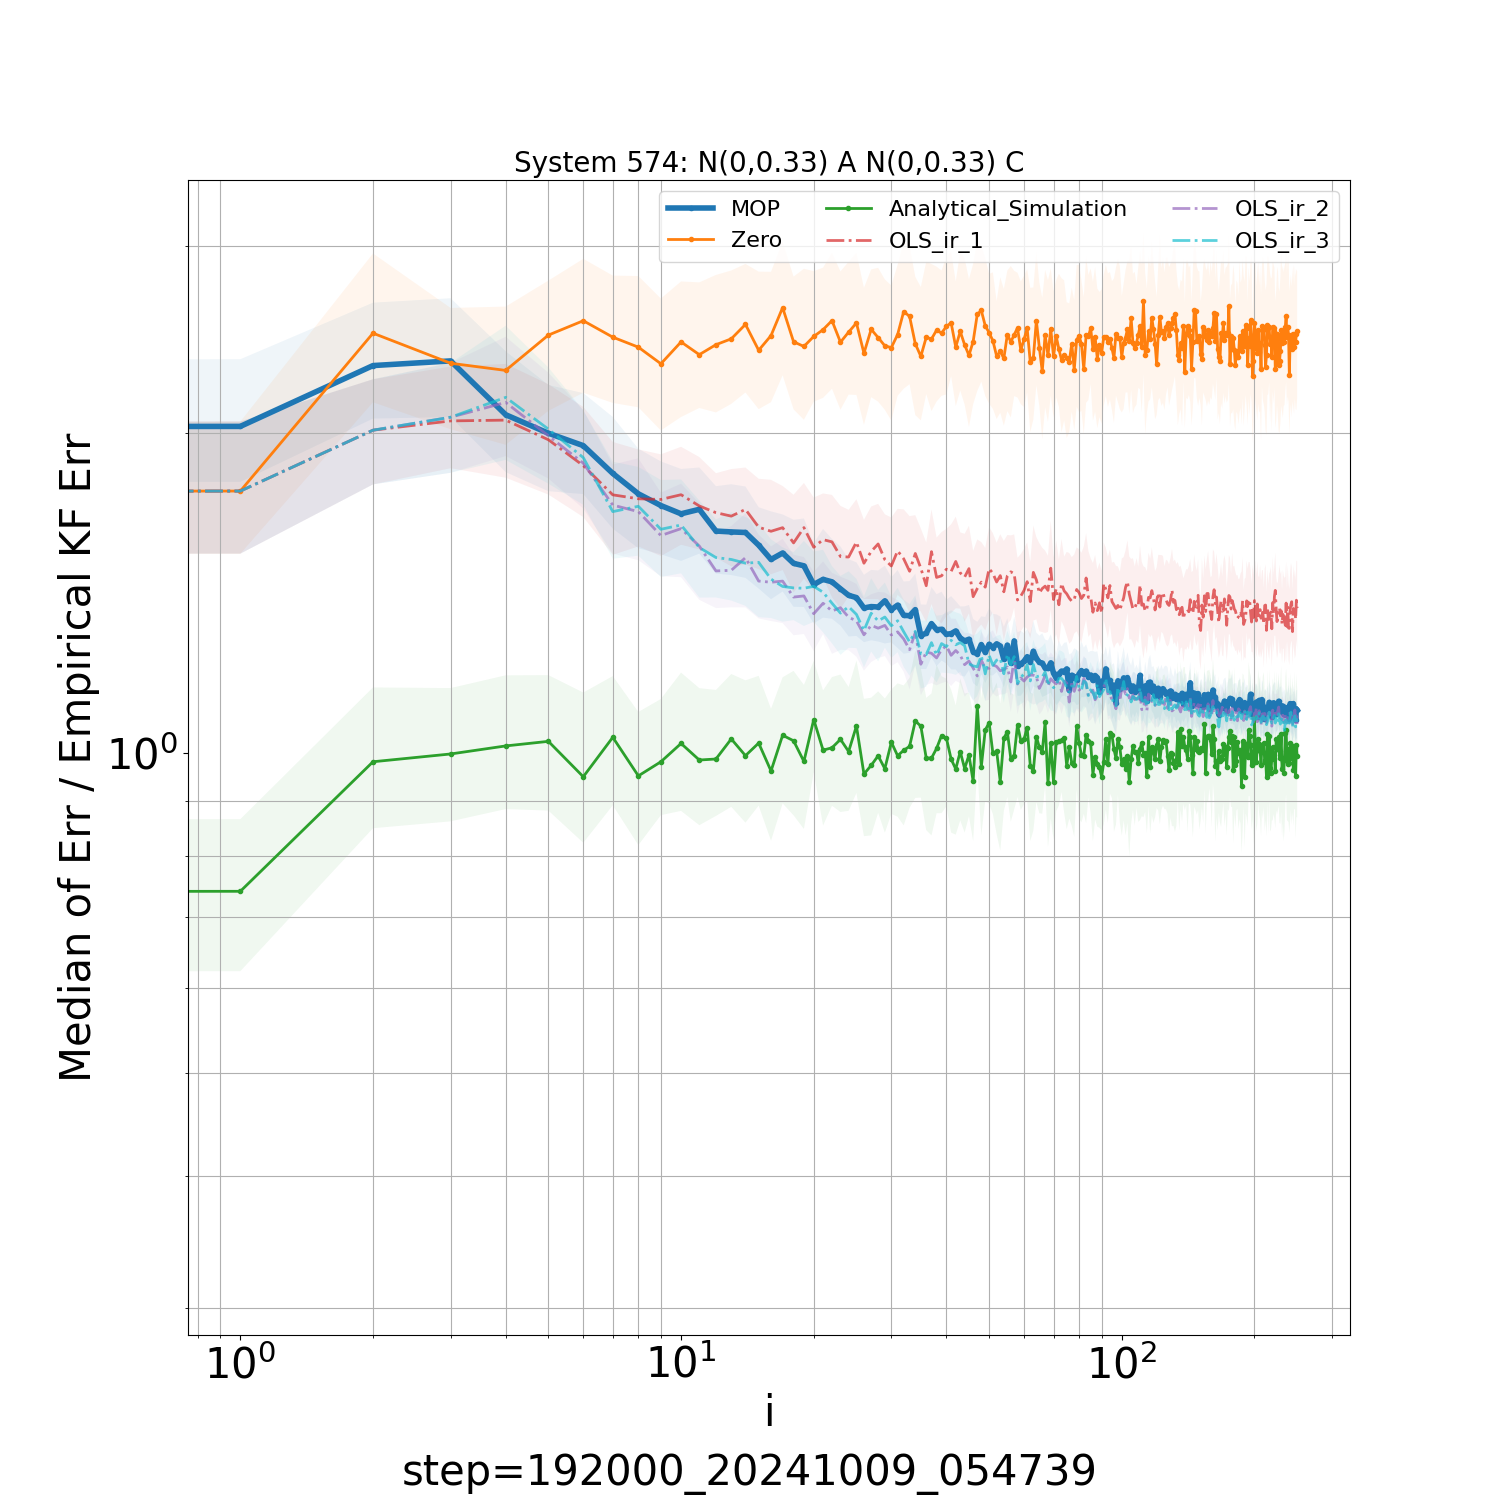 System 574: N(0,0.33) A N(0,0.33) C
MOP
Zero
Analytical_Simulation
OLS_ir_1
OLS_ir_2
OLS_ir_3
Median of Err / Empirical KF Err
10⁰
10⁰
10¹
10²
i
step=192000_20241009_054739